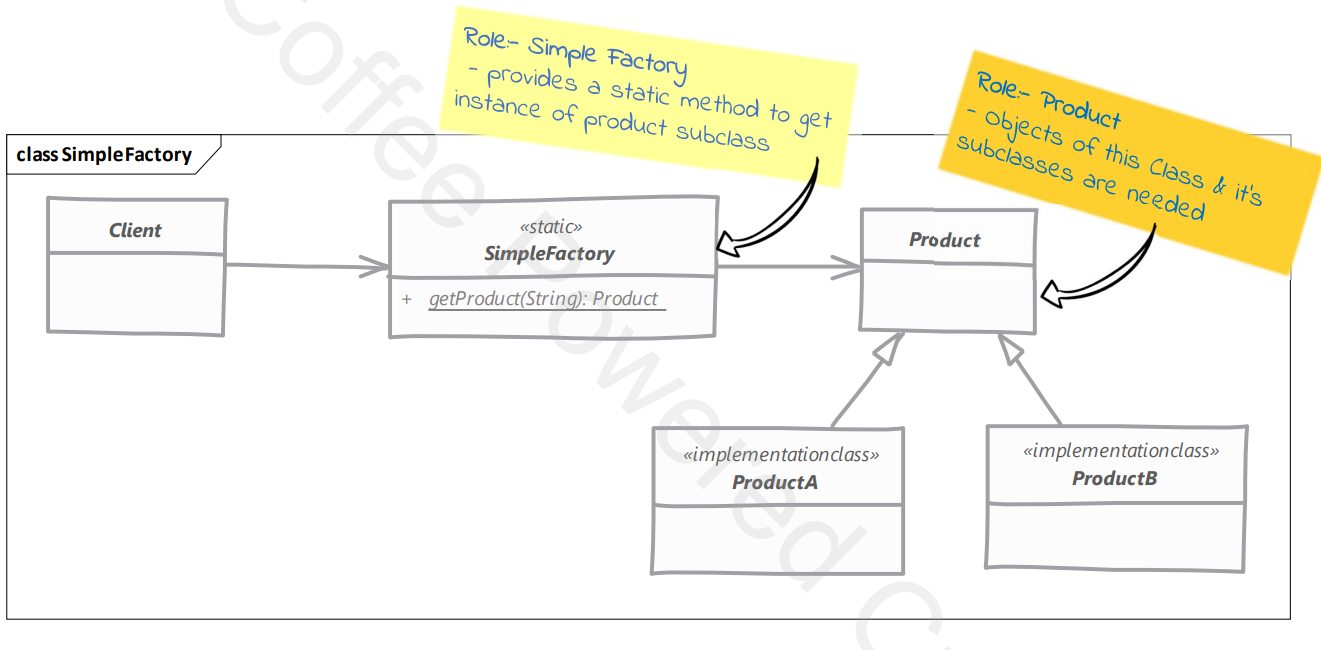 Role:- Simple Factory
- provides a static method to get
instance of product subclass
Role:- Product
- Objects of this Class & it's
subclasses are needed
class SimpleFactory
Client
«static»
SimpleFactory
+ getProduct(String): Product
Product
«implementationclass»
ProductA
«implementationclass»
ProductB
Coffee Powered C